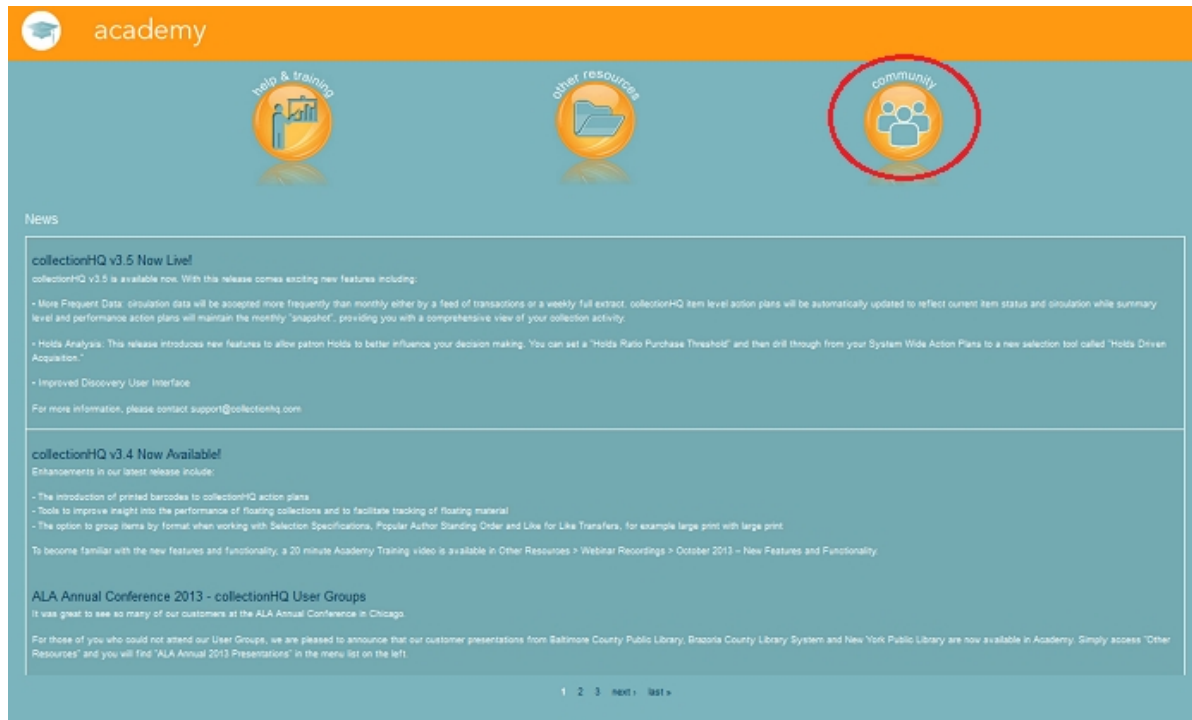 academy
help & training
other resources
community
News
collectionHQ v3.5 Now Live!
collectionHQ v3.5 is available now. With this release comes exciting new features including:
- More Frequent Data: circulation data will be accepted more frequently than monthly either by a feed of transactions or a weekly full extract. collectionHQ item level action plans will be automatically updated to reflect current item status and circulation while summary
level and performance action plans will maintain the monthly "snapshot", providing you with a comprehensive view of your collection activity.
- Holds Analysis: This release introduces new features to allow patron Holds to better influence your decision making. You can set a "Holds Ratio Purchase Threshold" and then drill through from your System Wide Action Plans to a new selection tool called "Holds Driven
Acquisition."
- Improved Discovery User Interface
For more information, please contact support@collectionhq.com
collectionHQ v3.4 Now Available!
Enhancements in our latest release include:
- The introduction of printed barcodes to collectionHQ action plans
- Tools to improve insight into the performance of floating collections and to facilitate tracking of floating material
- The option to group items by format when working with Selection Specifications, Popular Author Standing Order and Like for Like Transfers, for example large print with large print
To become familiar with the new features and functionality, a 20 minute Academy Training video is available in Other Resources > Webinar Recordings > October 2013 – New Features and Functionality.
ALA Annual Conference 2013 - collectionHQ User Groups
It was great to see so many of our customers at the ALA Annual Conference in Chicago.
For those of you who could not attend our User Groups, we are pleased to announce that our customer presentations from Baltimore County Public Library, Brazoria County Library System and New York Public Library are now available in Academy. Simply access "Other
Resources" and you will find "ALA Annual 2013 Presentations" in the menu list on the left.
1 2 3 next › last »